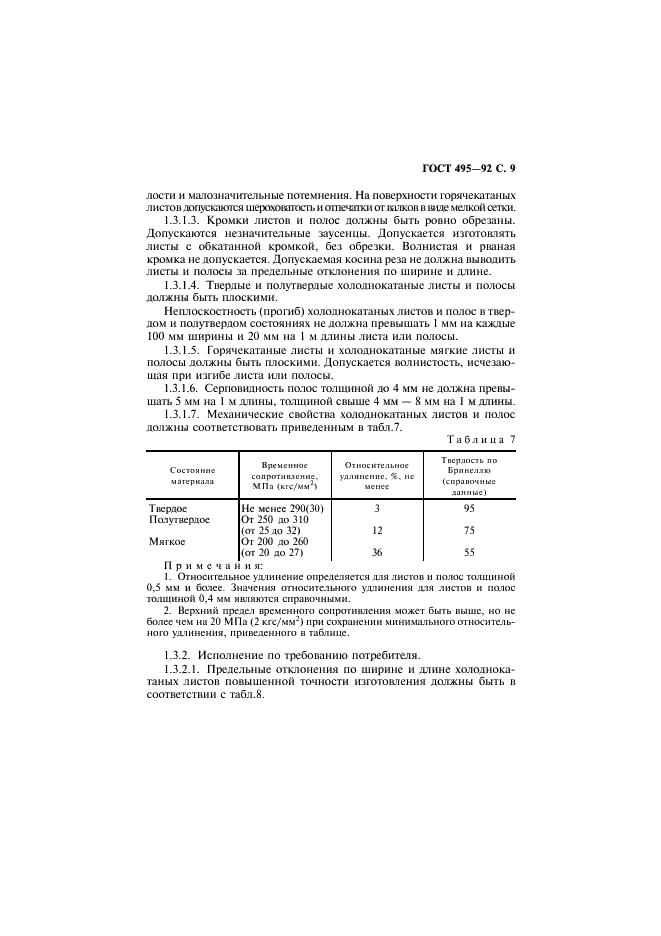 ГОСТ 495—92 С. 9
лости и малозначительные потемнения. На поверхности горячекатаных
листов допускаются шероховатость и отпечатки от валков в виде мелкой сетки.
1.3.1.3. Кромки листов и полос должны быть ровно обрезаны.
Допускаются незначительные заусенцы. Допускается изготовлять
листы с обкатанной кромкой, без обрезки. Волнистая и рваная
кромка не допускается. Допускаемая косина реза не должна выводить
листы и полосы за предельные отклонения по ширине и длине.
1.3.1.4. Твердые и полутвердые холоднокатаные листы и полосы
должны быть плоскими.
Неплоскостность (прогиб) холоднокатаных листов и полос в твер-
дом и полутвердом состояниях не должна превышать 1 мм на каждые
100 мм ширины и 20 мм на 1 м длины листа или полосы.
1.3.1.5. Горячекатаные листы и холоднокатаные мягкие листы и
полосы должны быть плоскими. Допускается волнистость, исчезаю-
щая при изгибе листа или полосы.
1.3.1.6. Серповидность полос толщиной до 4 мм не должна превы-
шать 5 мм на 1 м длины, толщиной свыше 4 мм — 8 мм на 1 м длины.
1.3.1.7. Механические свойства холоднокатаных листов и полос
должны соответствовать приведенным в табл.7.
Таблица 7
Состояние материала
Временное сопротивление, МПа (кгс/мм²)
Относительное удлинение, %, не менее
Твердость по Бринеллю (справочные данные)
Твердое Не менее 290(30) 3 95
Полутвердое От 250 до 310
(от 25 до 32) 12 75
Мягкое От 200 до 260
(от 20 до 27) 36 55
Примечания:
1. Относительное удлинение определяется для листов и полос толщиной
0,5 мм и более. Значения относительного удлинения для листов и полос
толщиной 0,4 мм являются справочными.
2. Верхний предел временного сопротивления может быть выше, но не
более чем на 20 МПа (2 кгс/мм²) при сохранении минимального относитель-
ного удлинения, приведенного в таблице.
1.3.2. Исполнение по требованию потребителя.
1.3.2.1. Предельные отклонения по ширине и длине холоднока-
таных листов повышенной точности изготовления должны быть в
соответствии с табл.8.